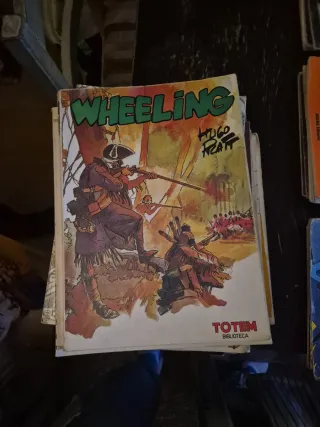 WHEELING
HUGO
PRATT
TOTEM
BIBLIOTECA